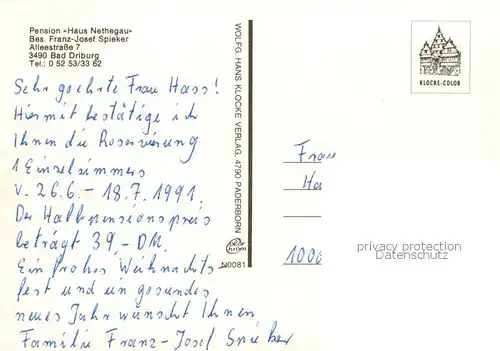 Pension «Haus Nethegau»
Bes. Franz-Josef Spieker
Alleestraße 7
3490 Bad Driburg
Tel.: 0 52 53/33 62
Sehr geehrte Frau Hass!
Hiermit bestätige ich
Ihnen die Reservierung
1 Einzelzimmers
v. 26.6. – 18.7.1991.
Der Halbpensionspreis
beträgt 39,- DM.
Ein frohes Weihnachts-
fest und ein gesundes
neues Jahr wünscht Ihnen
Familie Franz-Josef Spieker
WOLFG. HANS KLOCKE VERLAG, 4790 PADERBORN
chrom
N0081
KLOCKE-COLOR
Frau
Ha
1000
privacy protection
Datenschutz